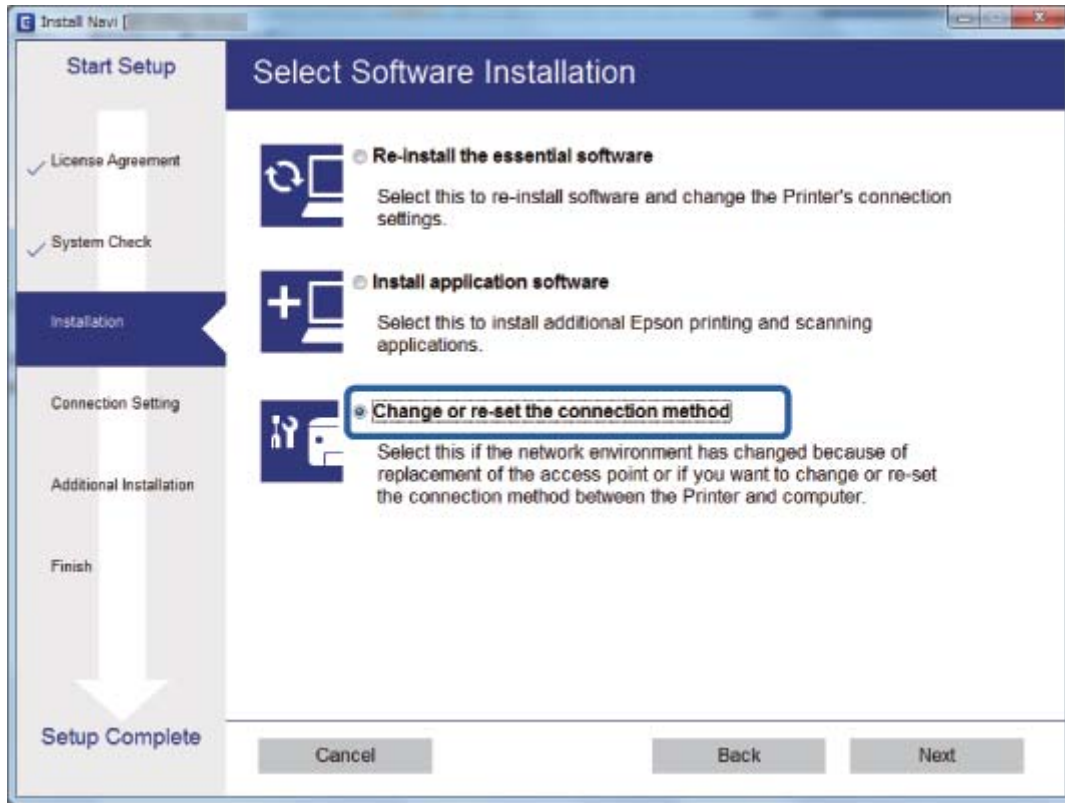 Install Navi [
Start Setup
License Agreement
System Check
Installation
Connection Setting
Additional Installation
Finish
Setup Complete
Select Software Installation
Re-install the essential software
Select this to re-install software and change the Printer's connection
settings.
Install application software
Select this to install additional Epson printing and scanning
applications.
Change or re-set the connection method
Select this if the network environment has changed because of
replacement of the access point or if you want to change or re-set
the connection method between the Printer and computer.
Cancel
Back
Next